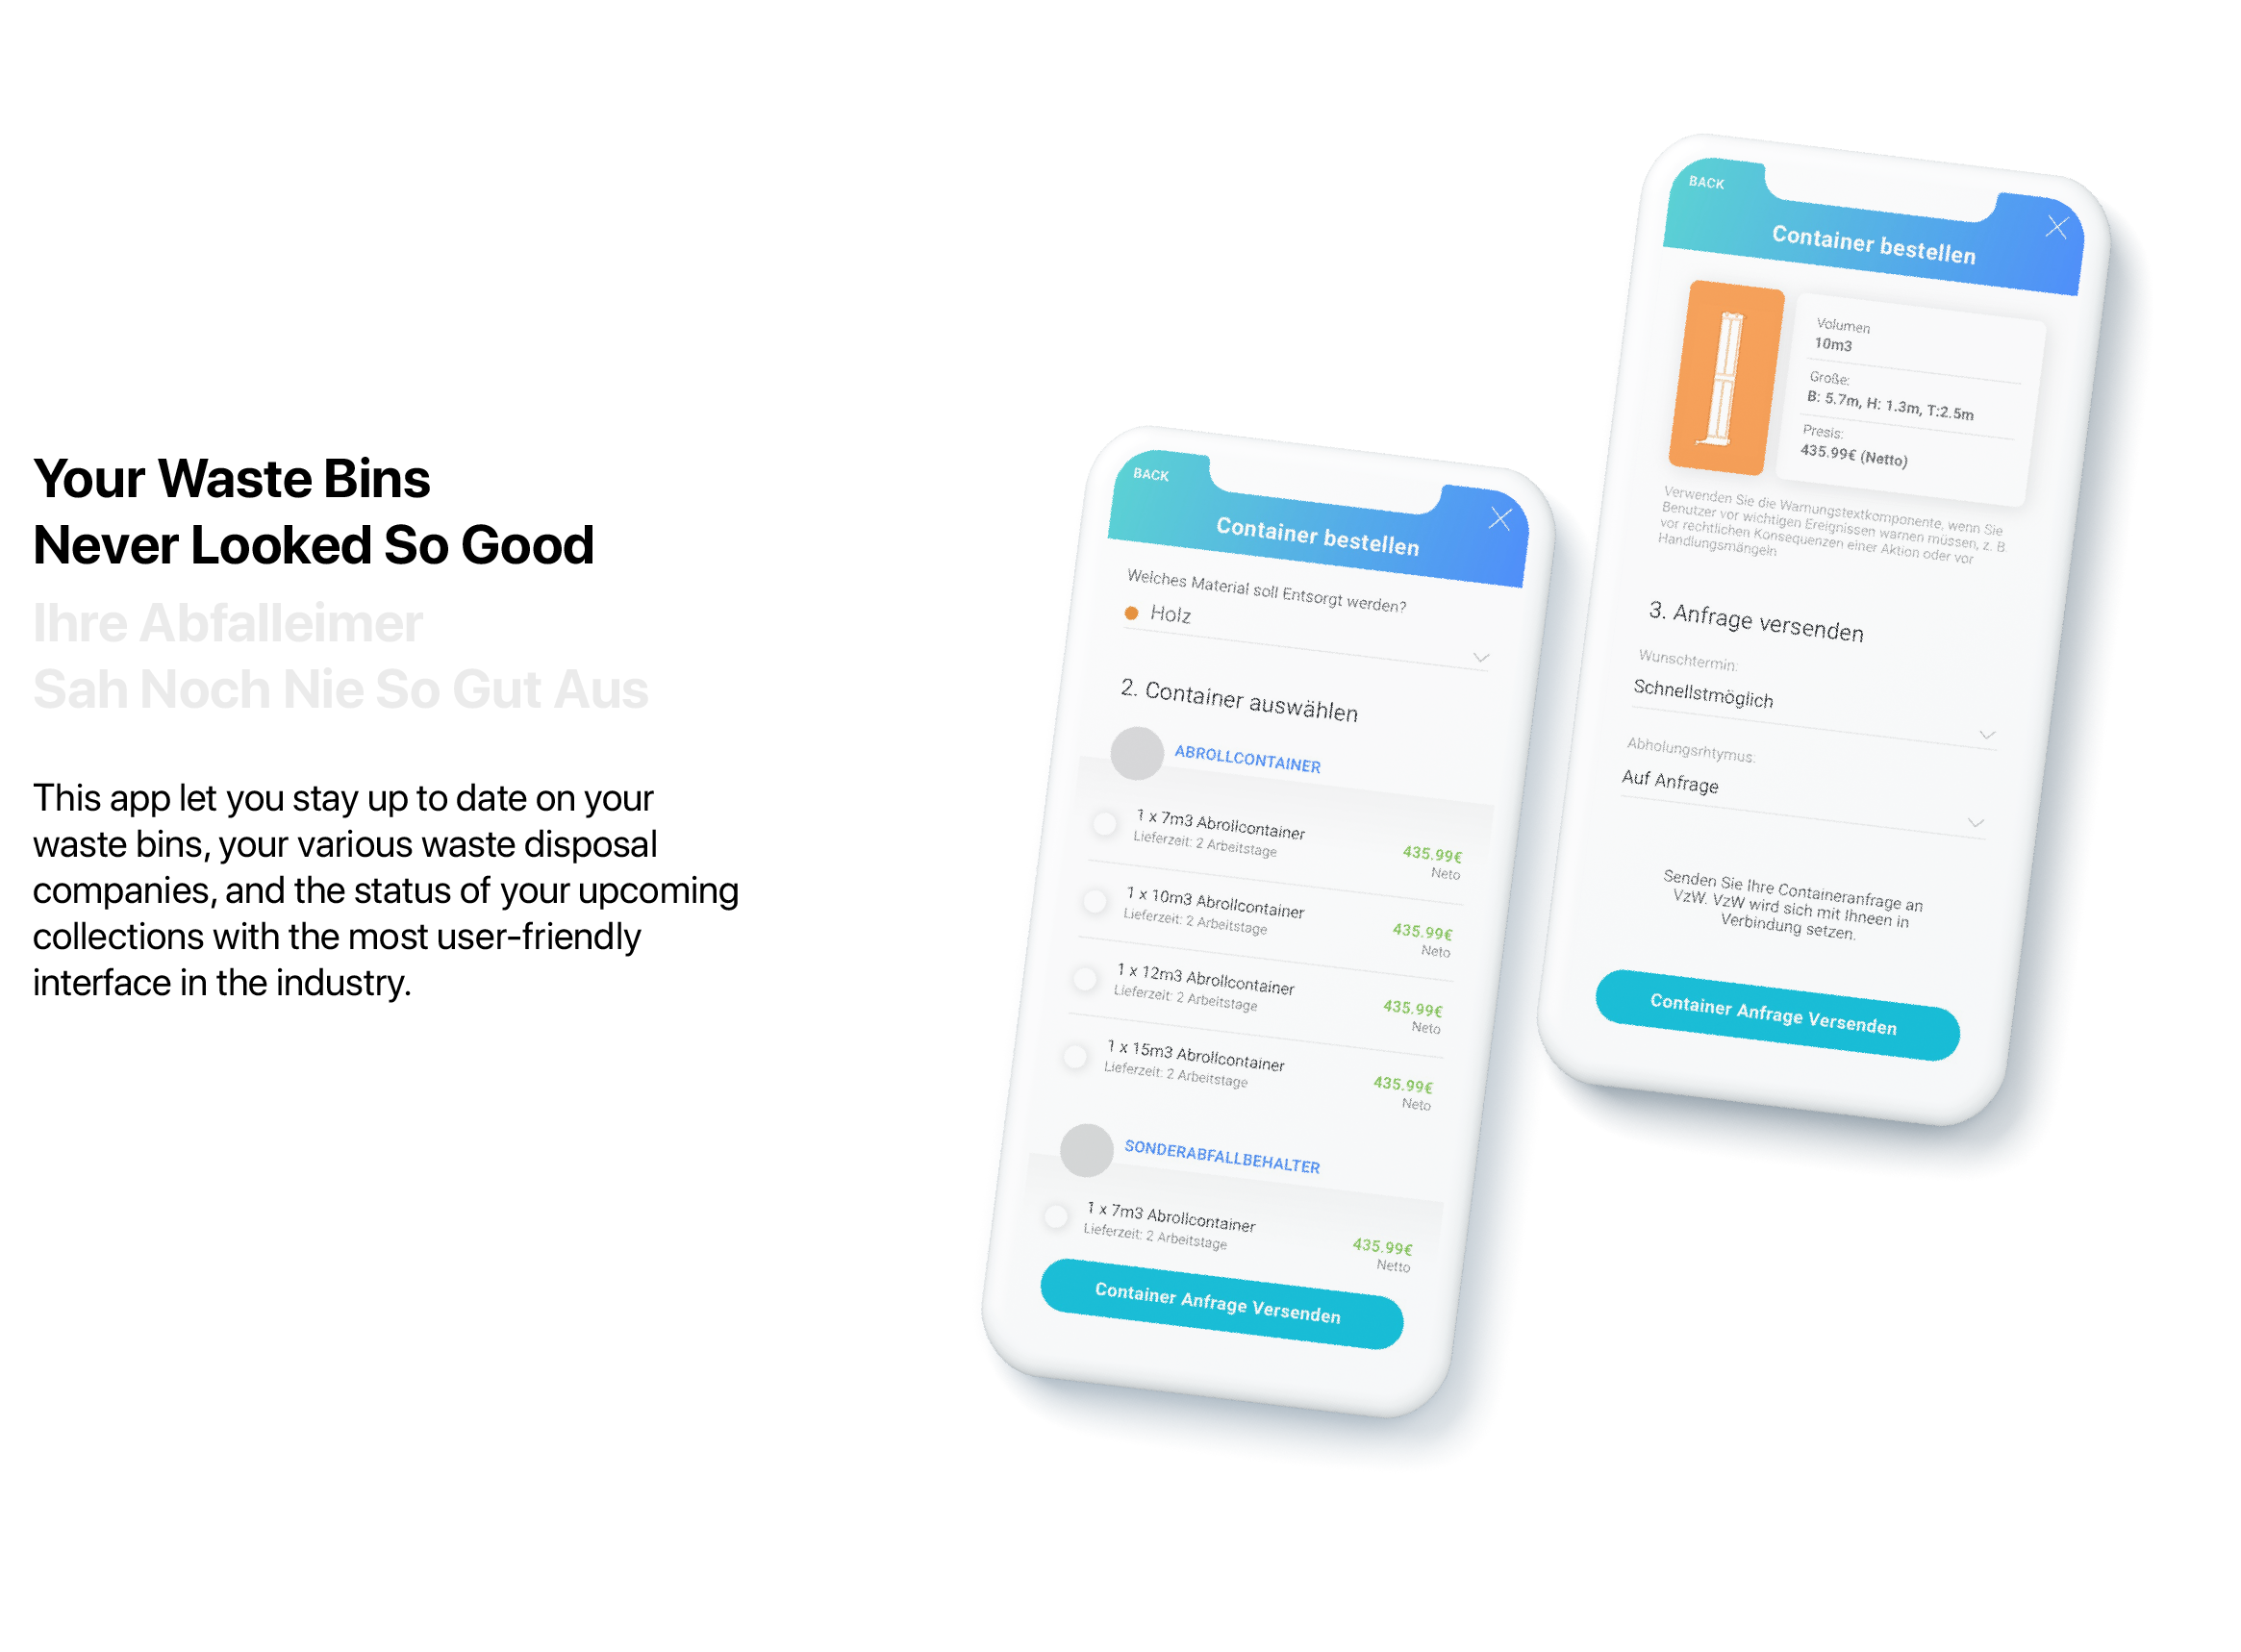 Your Waste Bins
Never Looked So Good
Ihre Abfalleimer
Sah Noch Nie So Gut Aus
This app let you stay up to date on your
waste bins, your various waste disposal
companies, and the status of your upcoming
collections with the most user-friendly
interface in the industry.
BACK
Container bestellen
Welches Material soll Entsorgt werden?
Holz
2. Container auswählen
ABROLLCONTAINER
1 x 7m3 Abrollcontainer
Lieferzeit: 2 Arbeitstage
435.99€
Neto
1 x 10m3 Abrollcontainer
Lieferzeit: 2 Arbeitstage
435.99€
Neto
1 x 12m3 Abrollcontainer
Lieferzeit: 2 Arbeitstage
435.99€
Neto
1 x 15m3 Abrollcontainer
Lieferzeit: 2 Arbeitstage
435.99€
Neto
SONDERABFALLBEHALTER
1 x 7m3 Abrollcontainer
Lieferzeit: 2 Arbeitstage
435.99€
Netto
Container Anfrage Versenden
BACK
Container bestellen
Volumen
10m3
Große:
B: 5.7m, H: 1.3m, T:2.5m
Presis:
435.99€ (Netto)
Verwenden Sie die Warnungstextkomponente, wenn Sie
Benutzer vor wichtigen Ereignissen warnen müssen, z. B
vor rechtlichen Konsequenzen einer Aktion oder vor
Handlungsmängeln
3. Anfrage versenden
Wunschtermin:
Schnellstmöglich
Abholungsrhtymus:
Auf Anfrage
Senden Sie Ihre Containeranfrage an
VzW. VzW wird sich mit Ihneen in
Verbindung setzen.
Container Anfrage Versenden